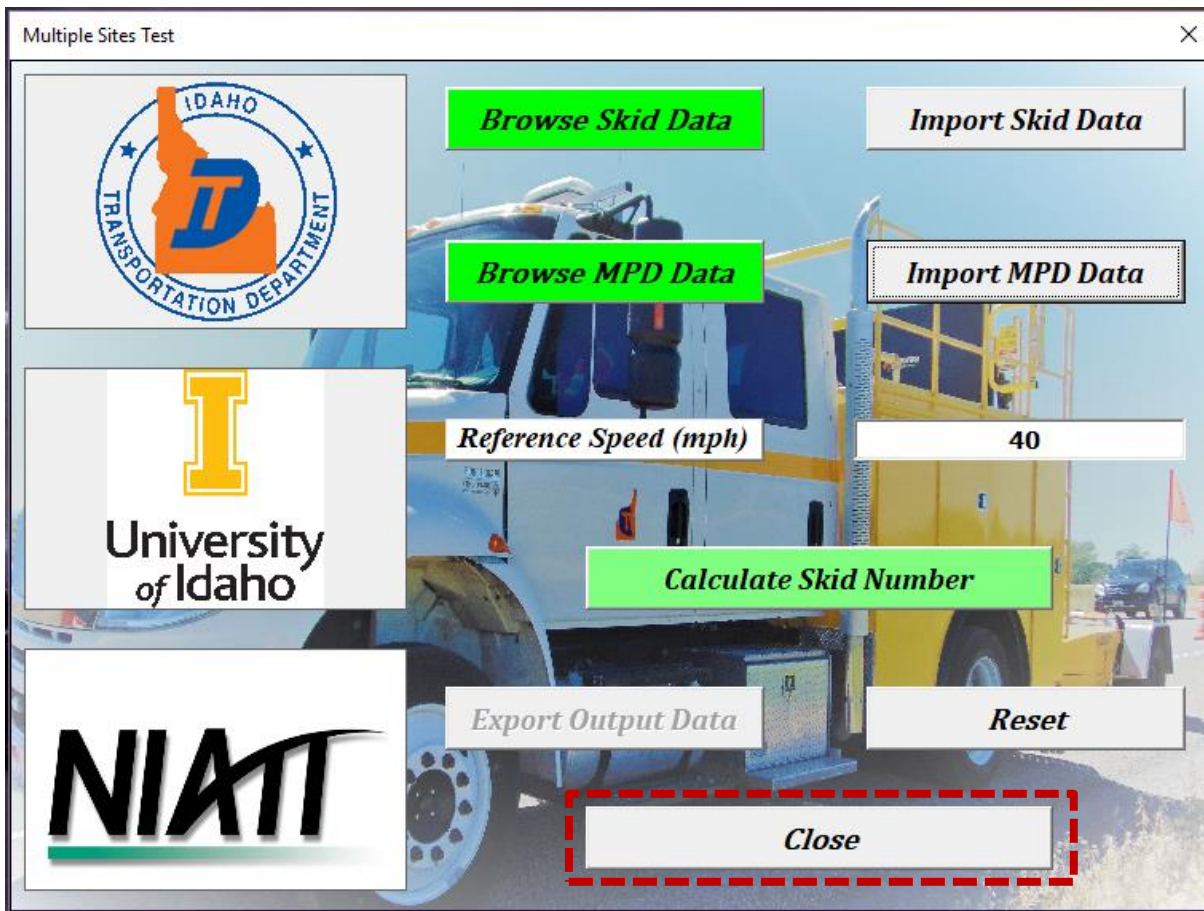 Multiple Sites Test
IDAHO
TRANSPORTATION DEPARTMENT
Browse Skid Data
Import Skid Data
Browse MPD Data
Import MPD Data
University
of Idaho
Reference Speed (mph)
40
Calculate Skid Number
NIATT
Export Output Data
Reset
Close